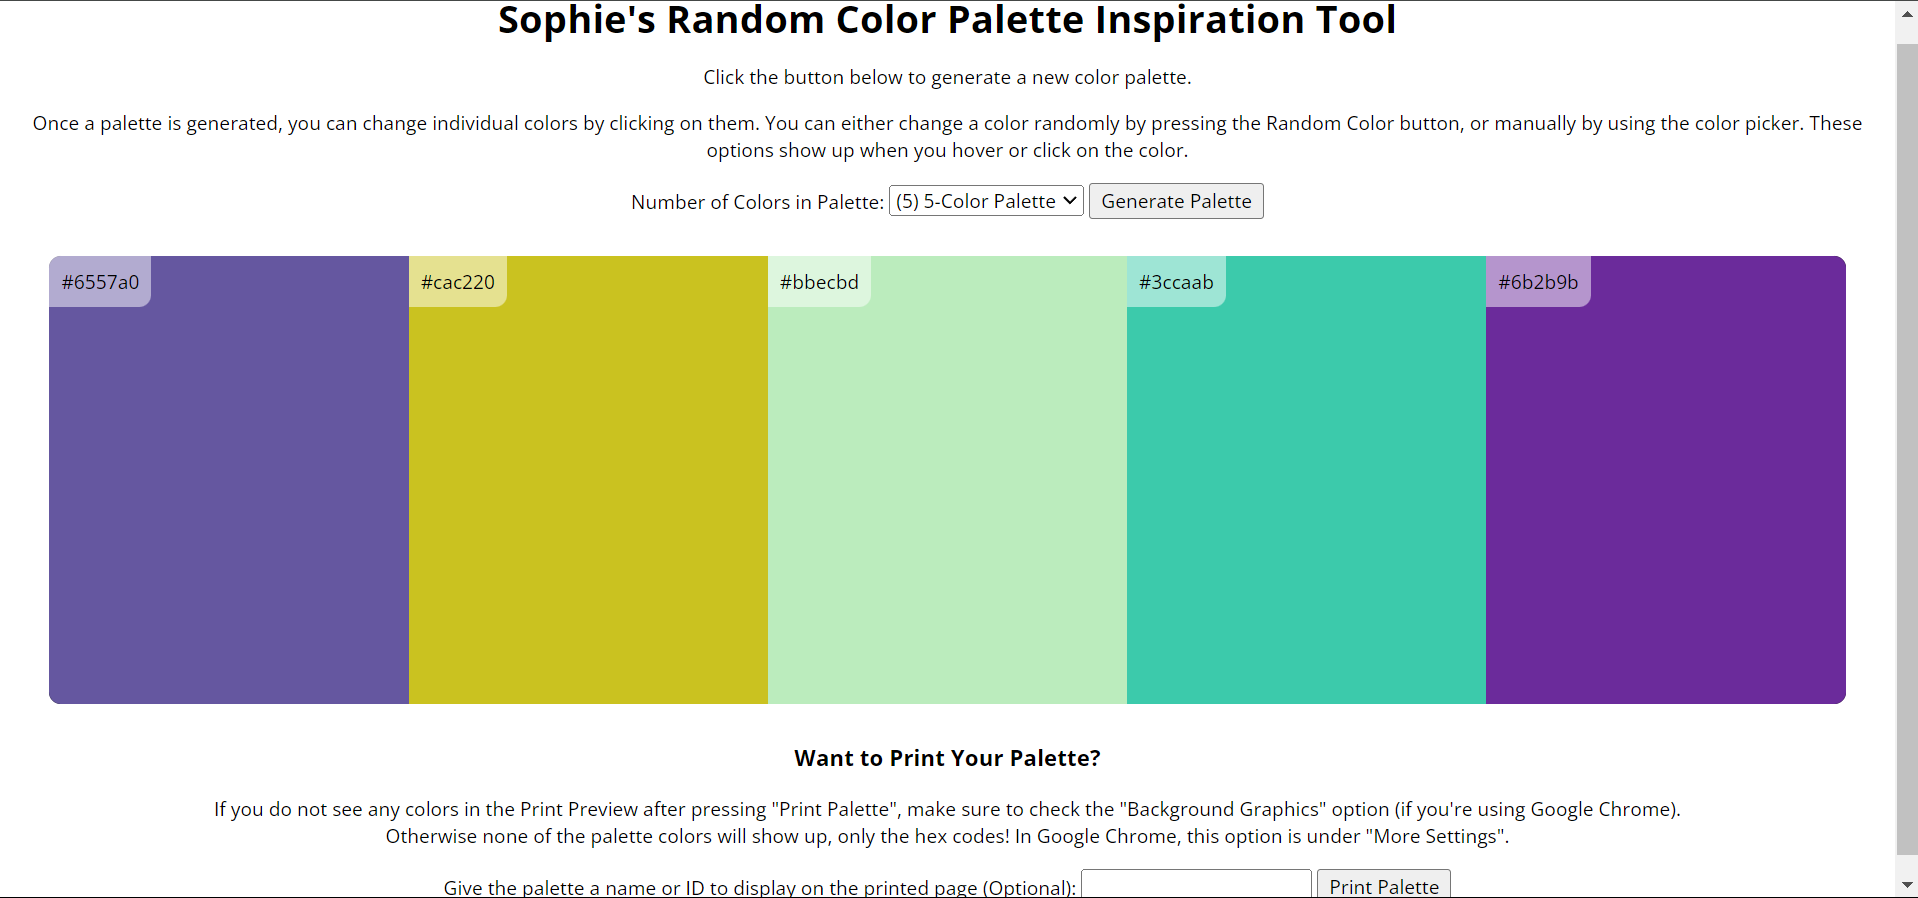 Sophie's Random Color Palette Inspiration Tool
Click the button below to generate a new color palette.
Once a palette is generated, you can change individual colors by clicking on them. You can either change a color randomly by pressing the Random Color button, or manually by using the color picker. These
options show up when you hover or click on the color.
Number of Colors in Palette: (5) 5-Color Palette Generate Palette
#6557a0 #cac220 #bbecbd #3ccaab #6b2b9b
Want to Print Your Palette?
If you do not see any colors in the Print Preview after pressing "Print Palette", make sure to check the "Background Graphics" option (if you're using Google Chrome).
Otherwise none of the palette colors will show up, only the hex codes! In Google Chrome, this option is under "More Settings".
Give the palette a name or ID to display on the printed page (Optional): Print Palette